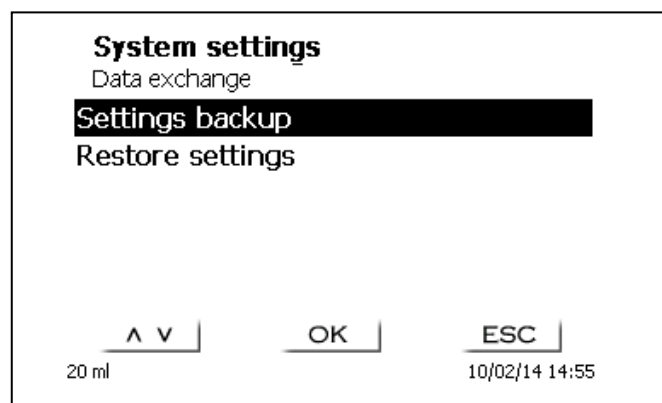 System settings
Data exchange
Settings backup
Restore settings
∧ ∨ OK ESC
20 ml 10/02/14 14:55